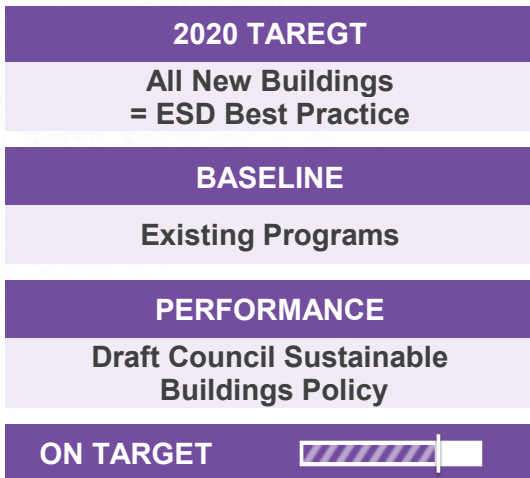 2020 TAREGT
All New Buildings
= ESD Best Practice
BASELINE
Existing Programs
PERFORMANCE
Draft Council Sustainable
Buildings Policy
ON TARGET